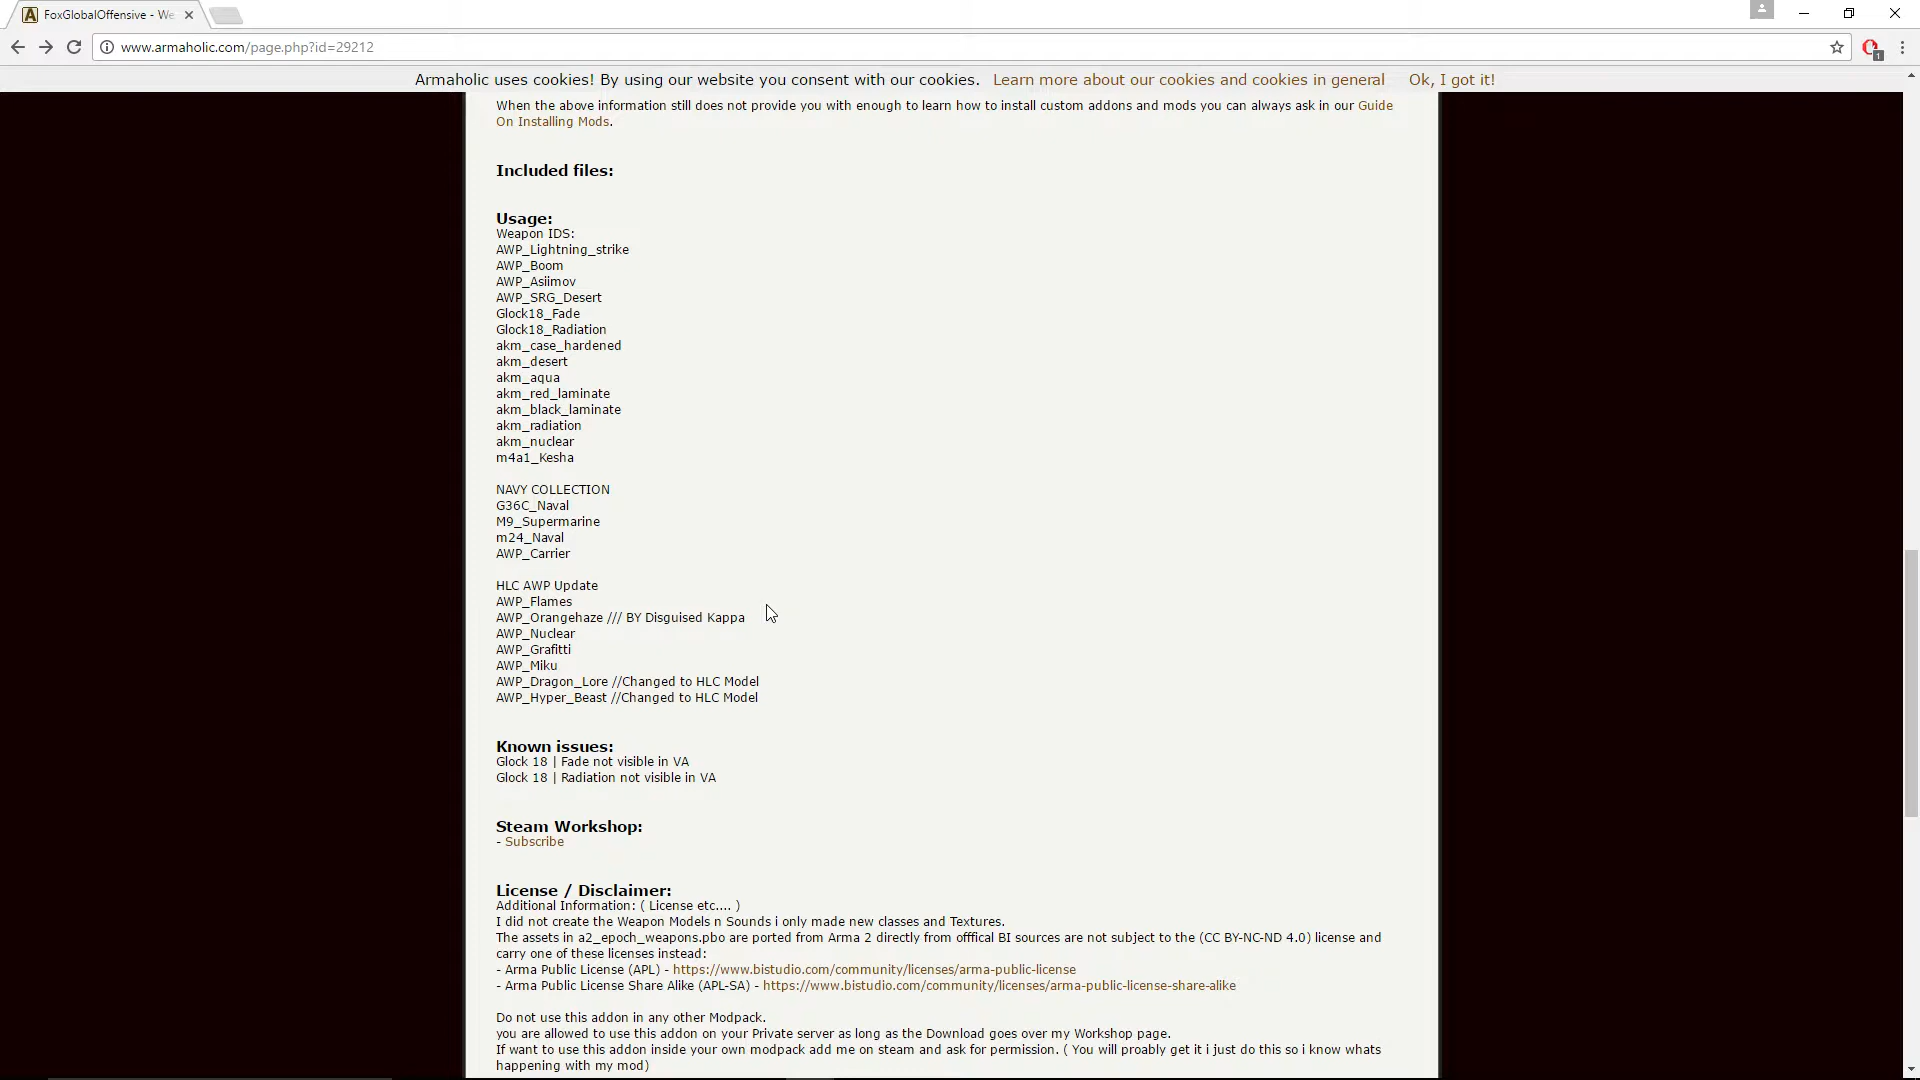 FoxGlobalOffensive - We
www.armaholic.com/page.php?id=29212
1
Armaholic uses cookies! By using our website you consent with our cookies. Learn more about our cookies and cookies in general Ok, I got it!
When the above information still does not provide you with enough to learn how to install custom addons and mods you can always ask in our Guide
On Installing Mods.
Included files:
Usage:
Weapon IDS:
AWP_Lightning_strike
AWP_Boom
AWP_Asiimov
AWP_SRG_Desert
Glock18_Fade
Glock18_Radiation
akm_case_hardened
akm_desert
akm_aqua
akm_red_laminate
akm_black_laminate
akm_radiation
akm_nuclear
m4a1_Kesha
NAVY COLLECTION
G36C_Naval
M9_Supermarine
m24_Naval
AWP_Carrier
HLC AWP Update
AWP_Flames
AWP_Orangehaze /// BY Disguised Kappa
AWP_Nuclear
AWP_Grafitti
AWP_Miku
AWP_Dragon_Lore //Changed to HLC Model
AWP_Hyper_Beast //Changed to HLC Model
Known issues:
Glock 18 | Fade not visible in VA
Glock 18 | Radiation not visible in VA
Steam Workshop:
- Subscribe
License / Disclaimer:
Additional Information: ( License etc.... )
I did not create the Weapon Models n Sounds i only made new classes and Textures.
The assets in a2_epoch_weapons.pbo are ported from Arma 2 directly from offfical BI sources are not subject to the (CC BY-NC-ND 4.0) license and
carry one of these licenses instead:
- Arma Public License (APL) - https://www.bistudio.com/community/licenses/arma-public-license
- Arma Public License Share Alike (APL-SA) - https://www.bistudio.com/community/licenses/arma-public-license-share-alike
Do not use this addon in any other Modpack.
you are allowed to use this addon on your Private server as long as the Download goes over my Workshop page.
If want to use this addon inside your own modpack add me on steam and ask for permission. ( You will proably get it i just do this so i know whats
happening with my mod)